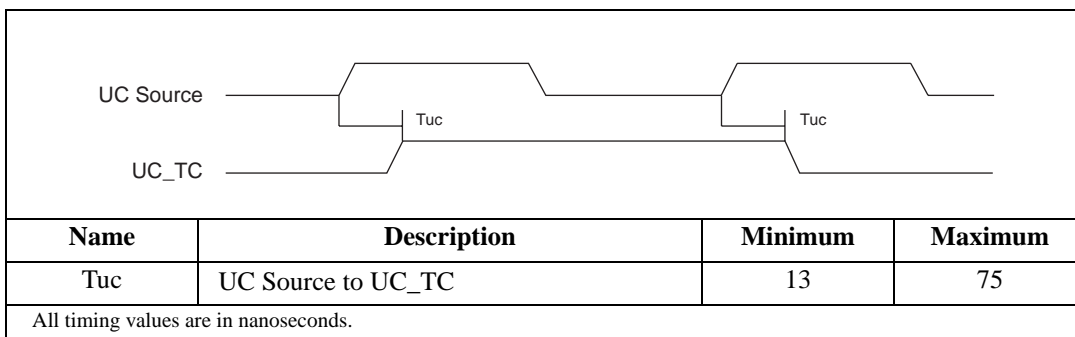 UC Source
Tuc
Tuc
UC_TC
Name Description Minimum Maximum
Tuc UC Source to UC_TC 13 75
All timing values are in nanoseconds.